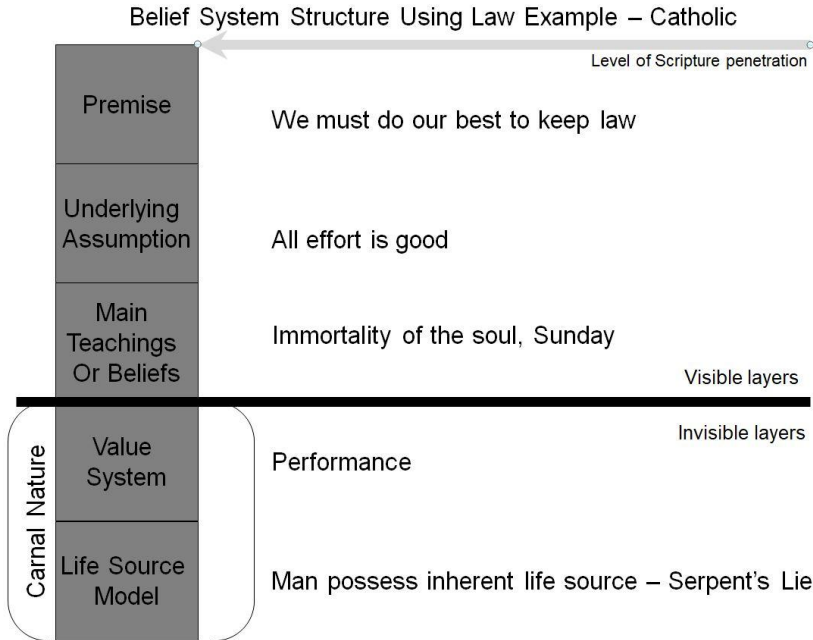 Belief System Structure Using Law Example – Catholic
Level of Scripture penetration
Premise
We must do our best to keep law
Underlying
Assumption
All effort is good
Main
Teachings
Or Beliefs
Immortality of the soul, Sunday
Visible layers
Invisible layers
Carnal Nature
Value
System
Performance
Life Source
Model
Man possess inherent life source – Serpent's Lie